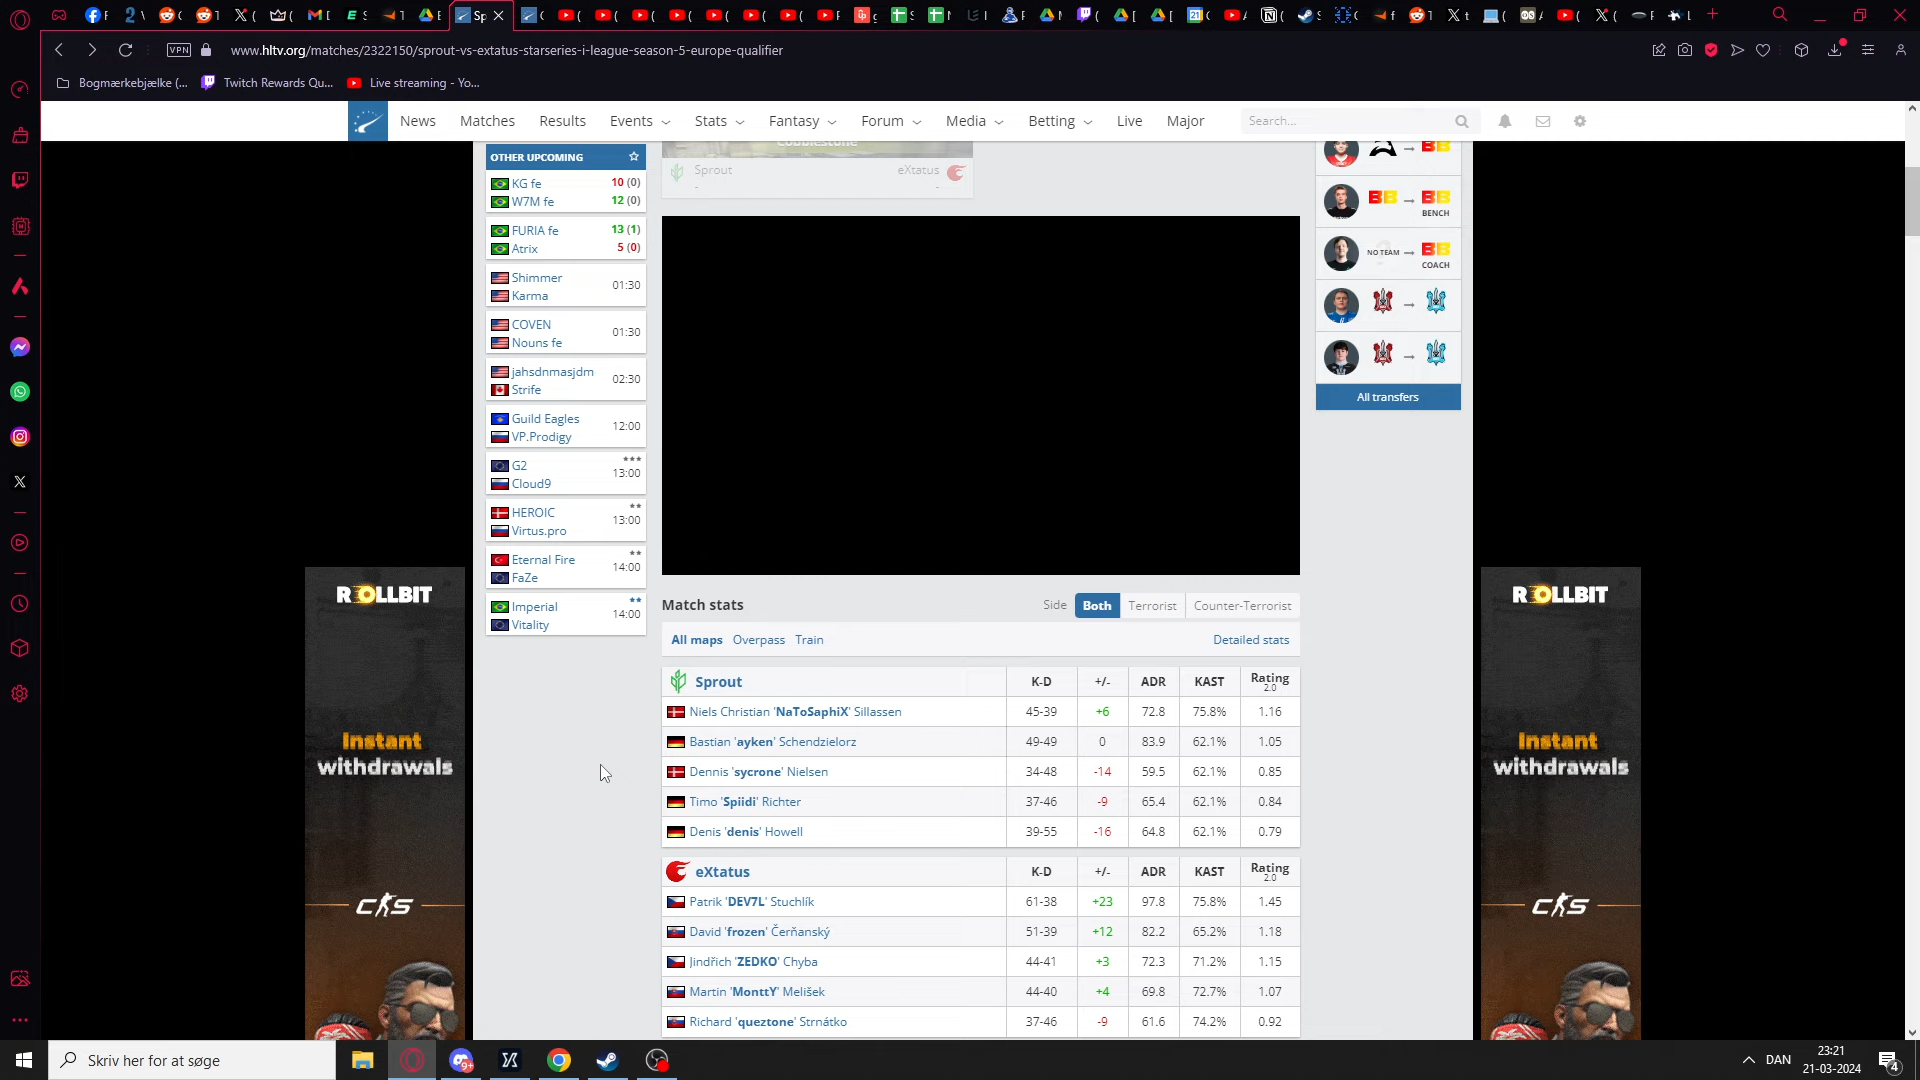 www.hltv.org/matches/2322150/sprout-vs-extatus-starseries-i-league-season-5-europe-qualifier
VPN
Bogmærkebjælke (...
Twitch Rewards Qu...
Live streaming - Yo...
News Matches Results Events Stats Fantasy Forum Media Betting Live Major Search...
OTHER UPCOMING
KG fe 10 (0)
W7M fe 12 (0)
FURIA fe 13 (1)
Atrix 5 (0)
Shimmer
Karma 01:30
COVEN
Nouns fe 01:30
jahsdnmasjdm
Strife 02:30
Guild Eagles
VP.Prodigy 12:00
G2
Cloud9 13:00
HEROIC
Virtus.pro 13:00
Eternal Fire
FaZe 14:00
Imperial
Vitality 14:00
Cobblestone
Sprout eXtatus
- -
BB BB
BENCH
NO TEAM BB
COACH
All transfers
Match stats Side Both Terrorist Counter-Terrorist
All maps Overpass Train Detailed stats
Sprout K-D +/- ADR KAST Rating 2.0
Niels Christian 'NaToSaphiX' Sillassen 45-39 +6 72.8 75.8% 1.16
Bastian 'ayken' Schendzielorz 49-49 0 83.9 62.1% 1.05
Dennis 'sycrone' Nielsen 34-48 -14 59.5 62.1% 0.85
Timo 'Spiidi' Richter 37-46 -9 65.4 62.1% 0.84
Denis 'denis' Howell 39-55 -16 64.8 62.1% 0.79
eXtatus K-D +/- ADR KAST Rating 2.0
Patrik 'DEV7L' Stuchlík 61-38 +23 97.8 75.8% 1.45
David 'frozen' Čerňanský 51-39 +12 82.2 65.2% 1.18
Jindřich 'ZEDKO' Chyba 44-41 +3 72.3 71.2% 1.15
Martin 'MonttY' Melišek 44-40 +4 69.8 72.7% 1.07
Richard 'queztone' Strnátko 37-46 -9 61.6 74.2% 0.92
ROLLBIT
Instant
withdrawals
CS
ROLLBIT
Instant
withdrawals
CS
Skriv her for at søge
DAN
23:21
21-03-2024
4